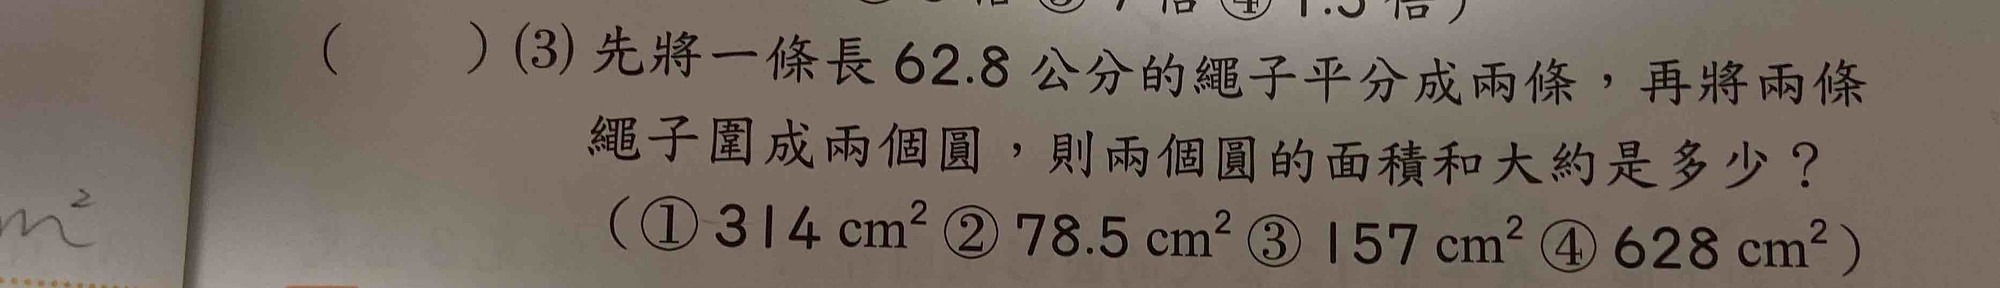 ( ) (3) 先將一條長 62.8 公分的繩子平分成兩條，再將兩條
繩子圍成兩個圓，則兩個圓的面積和大約是多少？
（① 314 cm² ② 78.5 cm² ③ 157 cm² ④ 628 cm²）
m²